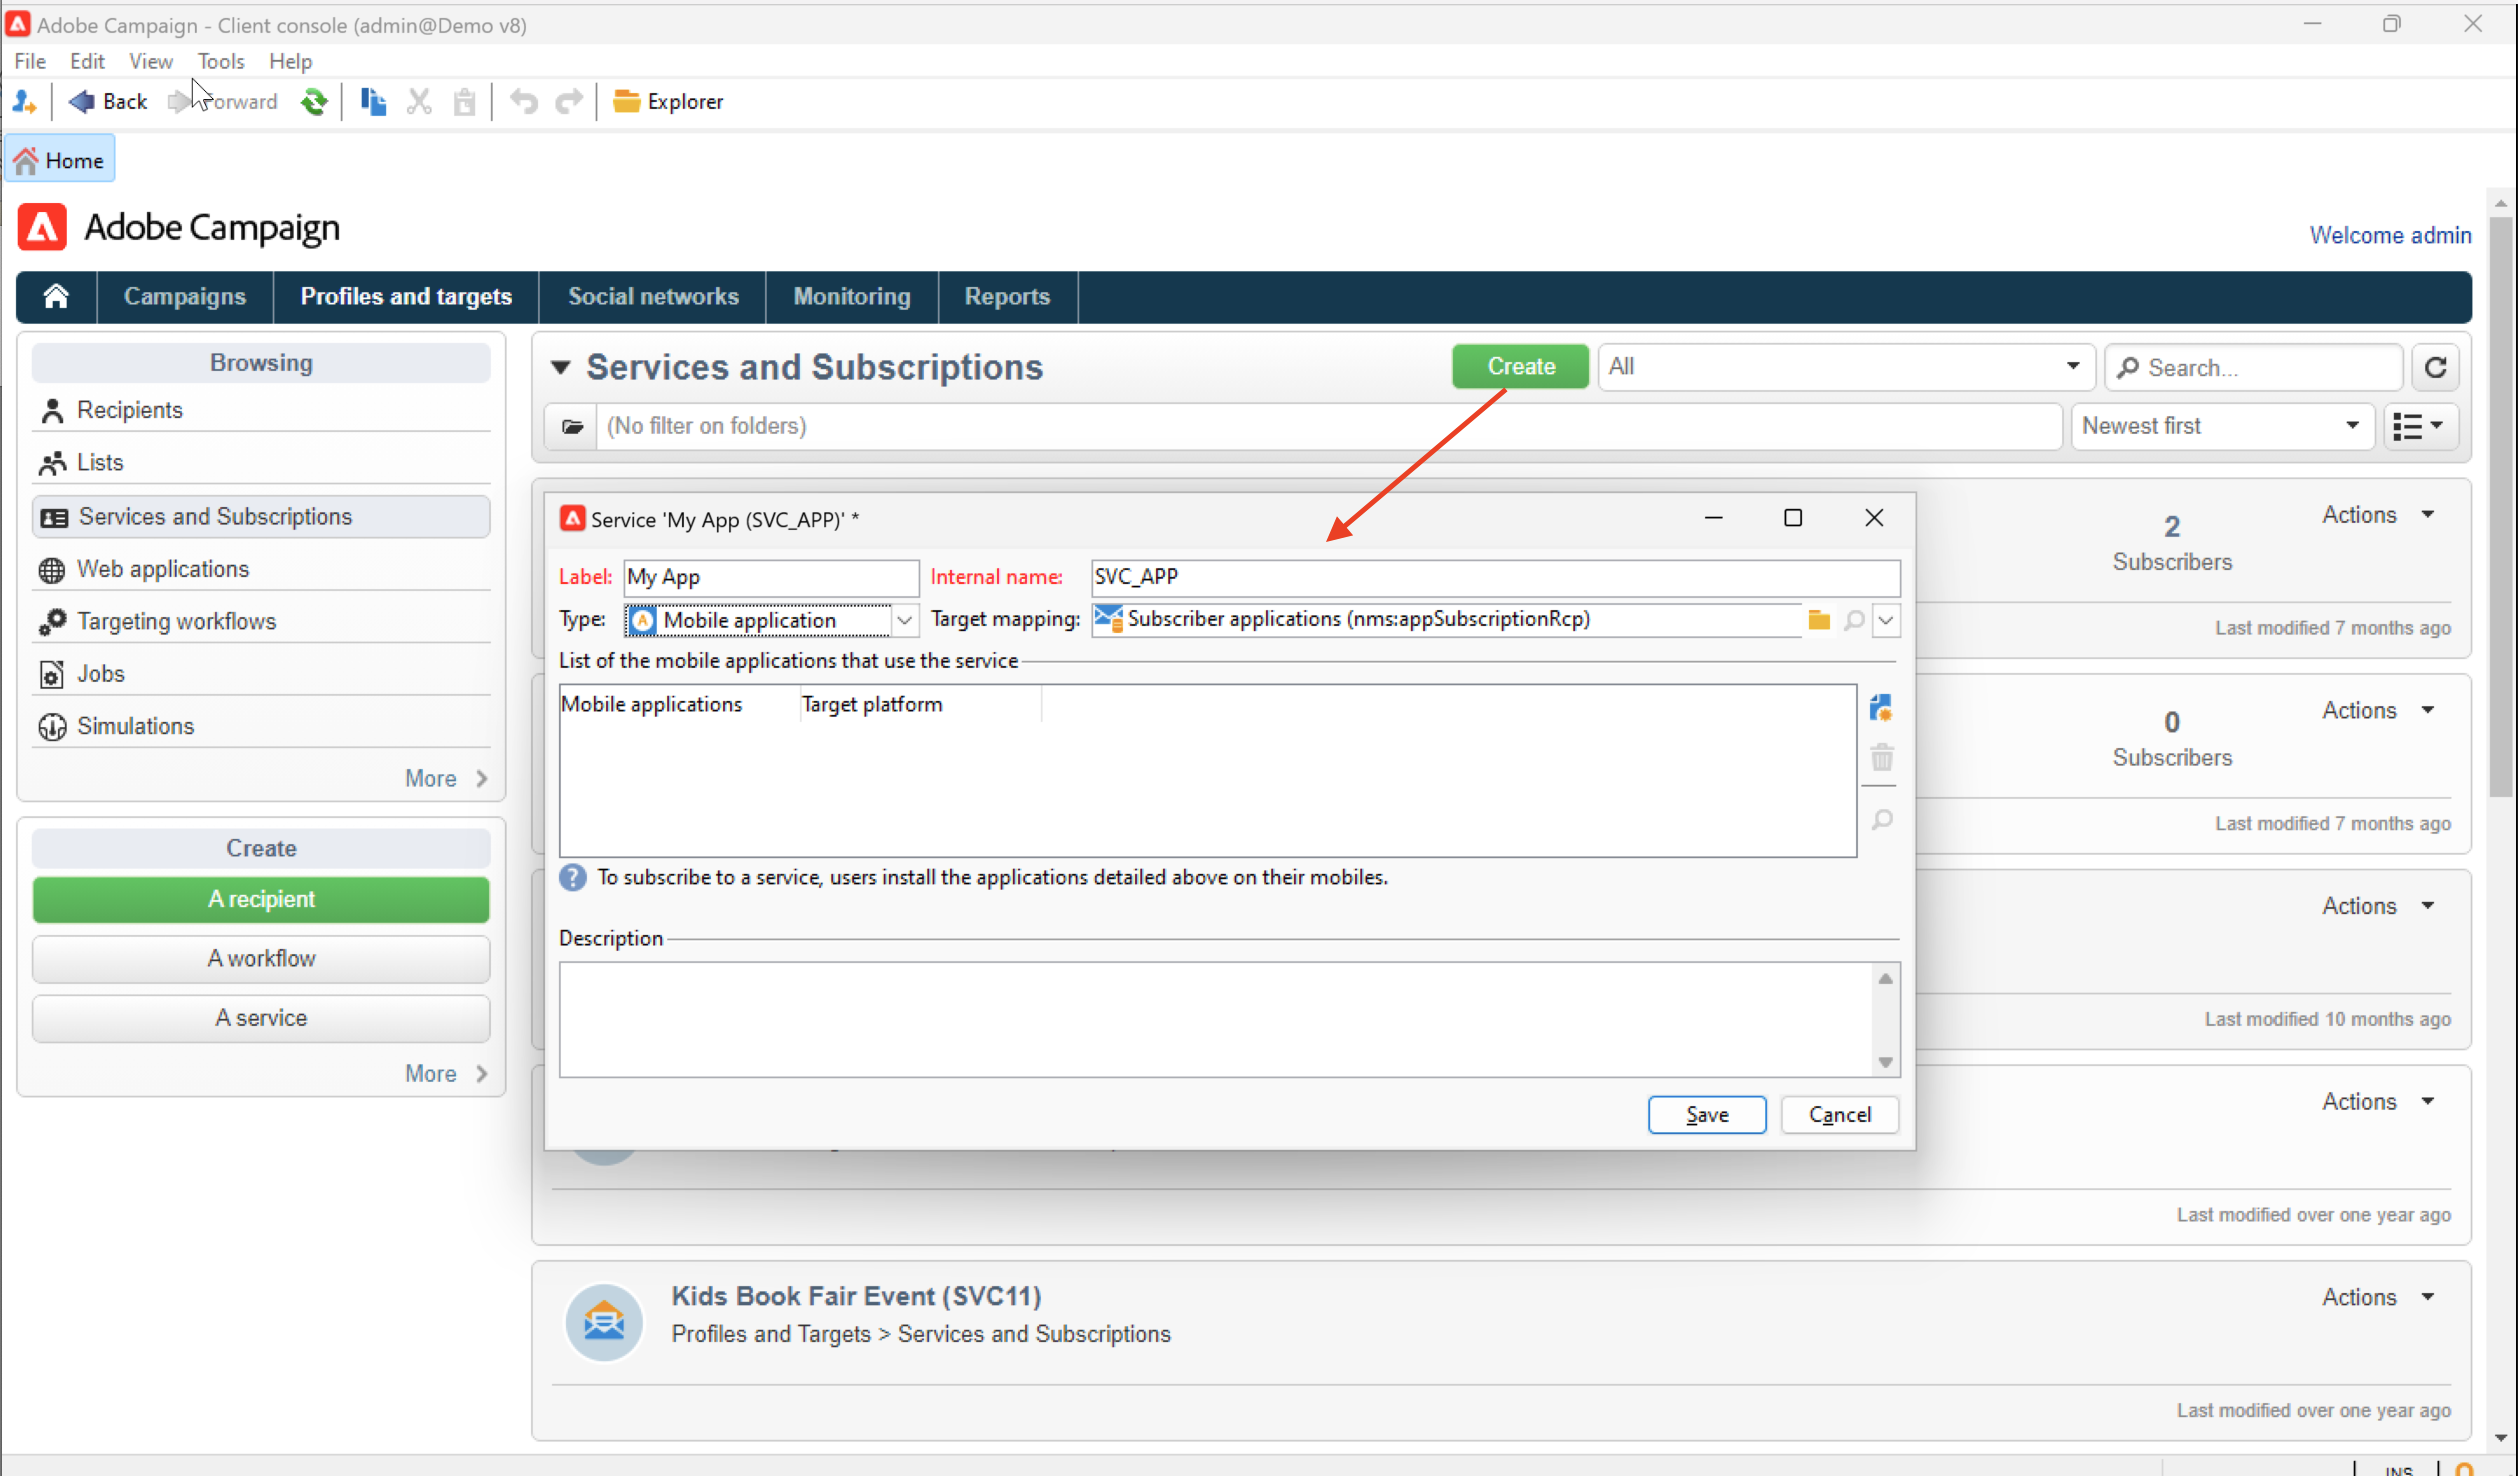 Adobe Campaign - Client console (admin@Demo v8)
File Edit View Tools Help
Back Forward Explorer
Home
Adobe Campaign
Welcome admin
Campaigns Profiles and targets Social networks Monitoring Reports
Browsing
Recipients
Lists
Services and Subscriptions
Web applications
Targeting workflows
Jobs
Simulations
More
Create
A recipient
A workflow
A service
More
Services and Subscriptions Create All Search...
(No filter on folders) Newest first
Service 'My App (SVC_APP)' *
Label: My App Internal name: SVC_APP
Type: Mobile application Target mapping: Subscriber applications (nms:appSubscriptionRcp)
List of the mobile applications that use the service
Mobile applications Target platform
To subscribe to a service, users install the applications detailed above on their mobiles.
Description
Save Cancel
2 Actions
Subscribers
Last modified 7 months ago
0 Actions
Subscribers
Last modified 7 months ago
Actions
Last modified 10 months ago
Actions
Last modified over one year ago
Kids Book Fair Event (SVC11) Actions
Profiles and Targets > Services and Subscriptions
Last modified over one year ago
INS